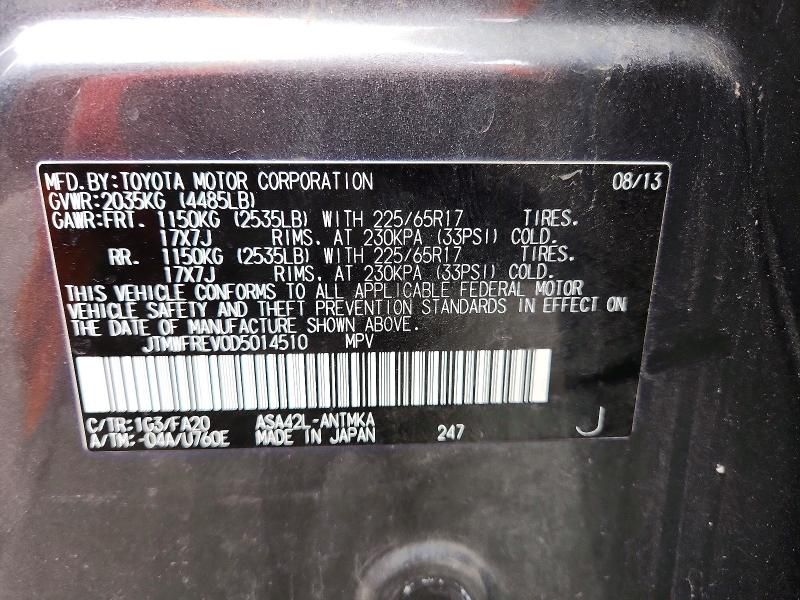 MFD.BY:TOYOTA MOTOR CORPORATION 08/13
GVWR:2035KG (4485LB)
GAWR:FRT. 1150KG (2535LB) WITH 225/65R17 TIRES.
17X7J RIMS. AT 230KPA (33PSI) COLD.
RR. 1150KG (2535LB) WITH 225/65R17 TIRES.
17X7J RIMS. AT 230KPA (33PSI) COLD.
THIS VEHICLE CONFORMS TO ALL APPLICABLE FEDERAL MOTOR
VEHICLE SAFETY AND THEFT PREVENTION STANDARDS IN EFFECT ON
THE DATE OF MANUFACTURE SHOWN ABOVE.
JTMWFREV0D5014510 MPV
C/TR:1G3/FA20 ASA42L-ANTMKA
A/TM:-04A/U760E MADE IN JAPAN 247 J